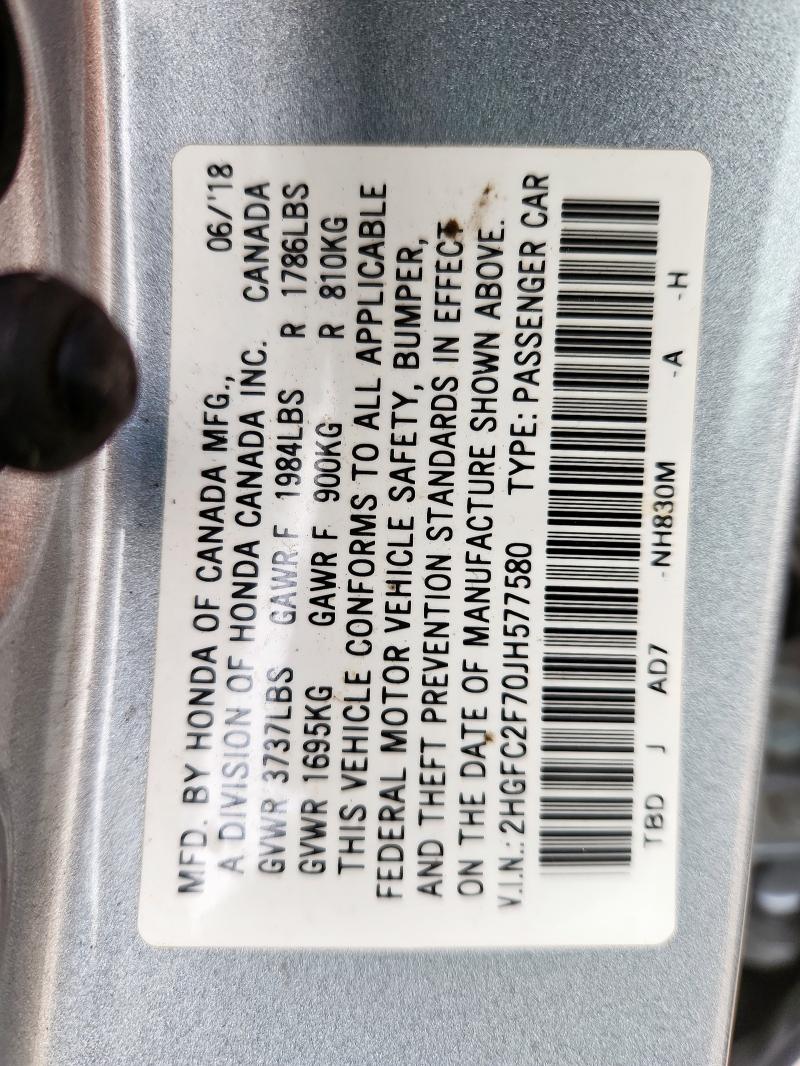 MFD. BY HONDA OF CANADA MFG., 06/'18
A DIVISION OF HONDA CANADA INC. CANADA
GVWR 3737LBS GAWR F 1984LBS R 1786LBS
GVWR 1695KG GAWR F 900KG R 810KG
THIS VEHICLE CONFORMS TO ALL APPLICABLE
FEDERAL MOTOR VEHICLE SAFETY, BUMPER,
AND THEFT PREVENTION STANDARDS IN EFFECT
ON THE DATE OF MANUFACTURE SHOWN ABOVE.
V.I.N.: 2HGFC2F70JH577580 TYPE: PASSENGER CAR
TBD J AD7 -NH830M -A -H